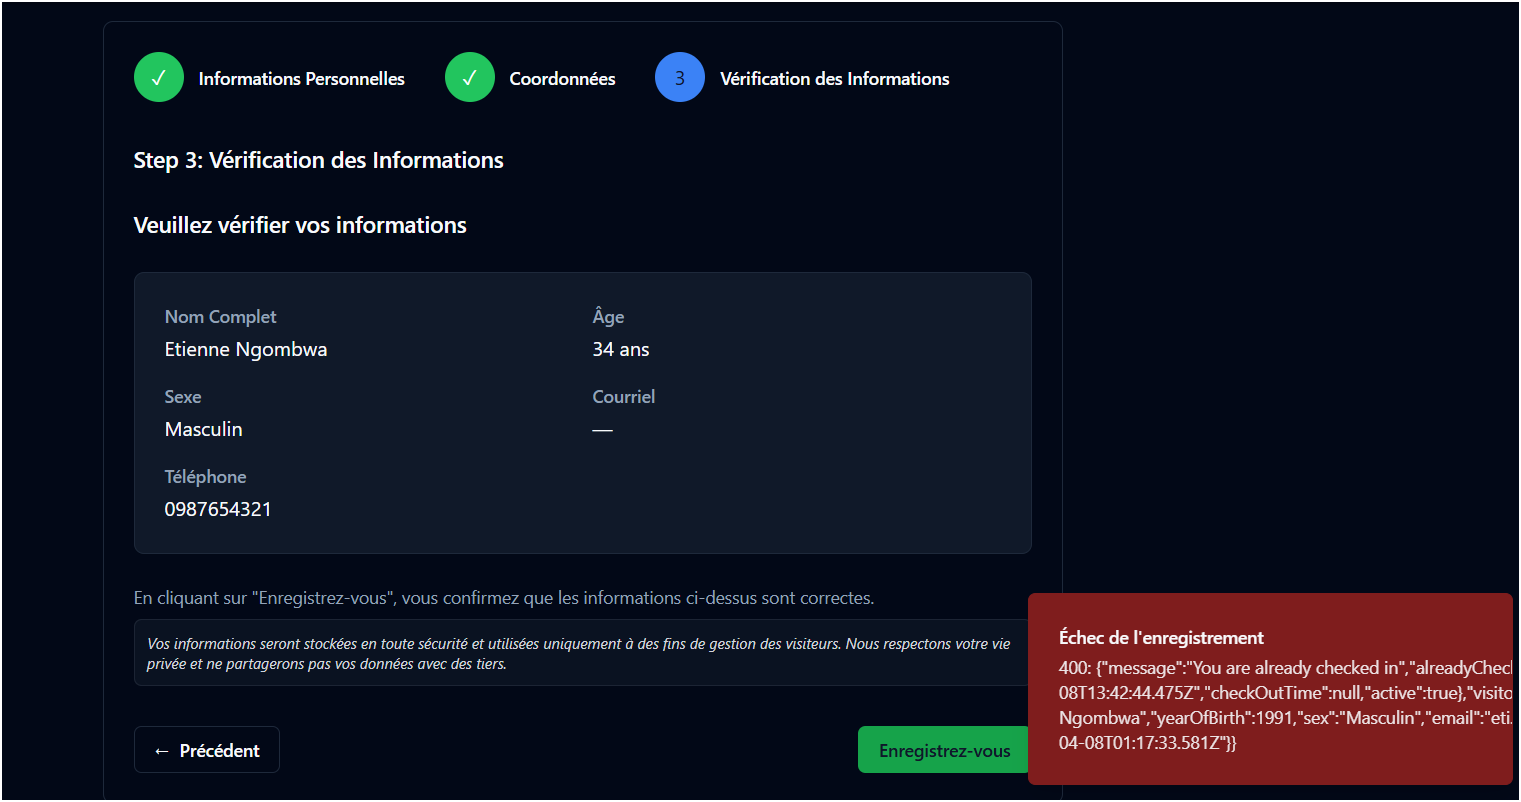 ✓ Informations Personnelles ✓ Coordonnées 3 Vérification des Informations
Step 3: Vérification des Informations
Veuillez vérifier vos informations
Nom Complet
Etienne Ngombwa
Âge
34 ans
Sexe
Masculin
Courriel
—
Téléphone
0987654321
En cliquant sur "Enregistrez-vous", vous confirmez que les informations ci-dessus sont correctes.
Vos informations seront stockées en toute sécurité et utilisées uniquement à des fins de gestion des visiteurs. Nous respectons votre vie
privée et ne partagerons pas vos données avec des tiers.
← Précédent
Enregistrez-vous
Échec de l'enregistrement
400: {"message":"You are already checked in","alreadyChec
08T13:42:44.475Z","checkOutTime":null,"active":true},"visito
Ngombwa","yearOfBirth":1991,"sex":"Masculin","email":"eti
04-08T01:17:33.581Z"}}